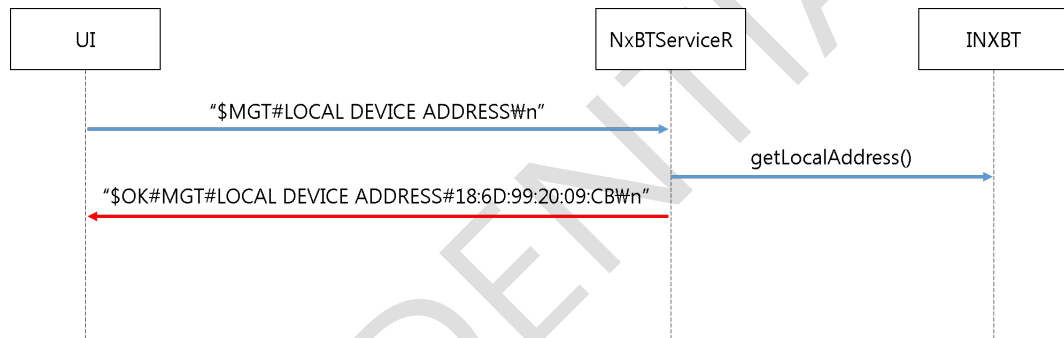 UI
NxBTServiceR
INXBT
“$MGT#LOCAL DEVICE ADDRESS₩n”
getLocalAddress()
“$OK#MGT#LOCAL DEVICE ADDRESS#18:6D:99:20:09:CB₩n”
DENTIA